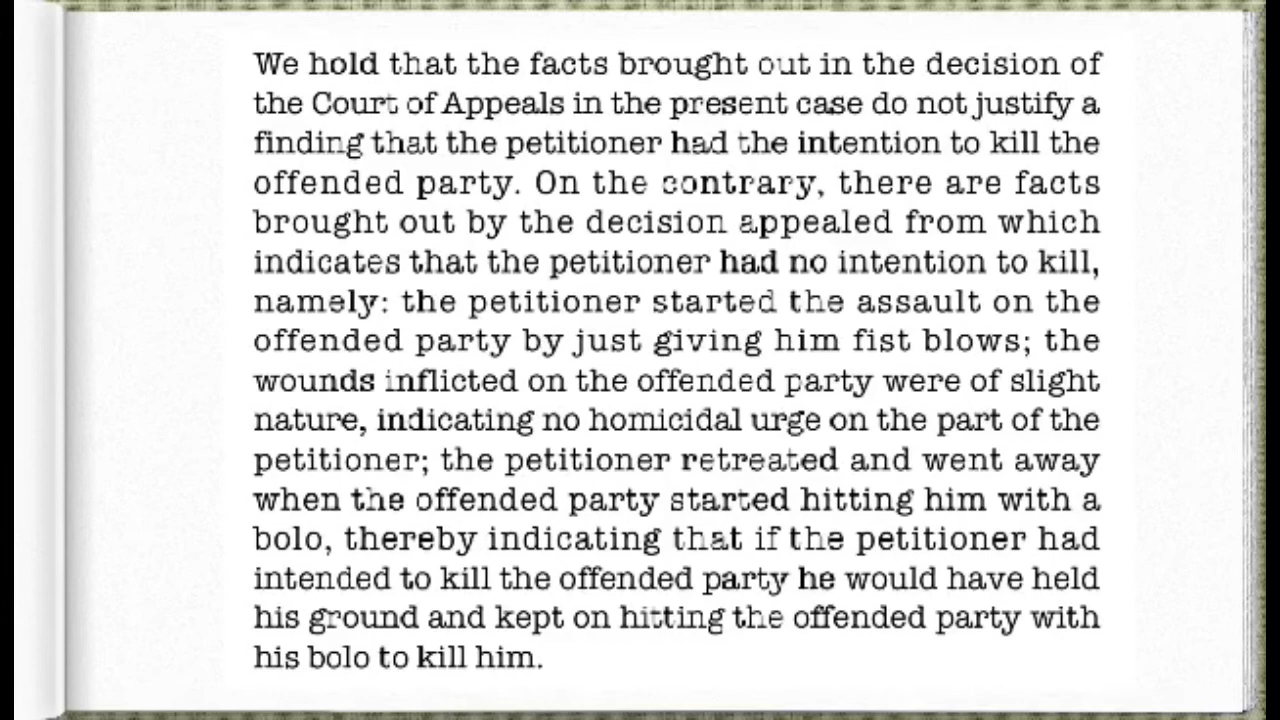 We hold that the facts brought out in the decision of
the Court of Appeals in the present case do not justify a
finding that the petitioner had the intention to kill the
offended party. On the contrary, there are facts
brought out by the decision appealed from which
indicates that the petitioner had no intention to kill,
namely: the petitioner started the assault on the
offended party by just giving him fist blows; the
wounds inflicted on the offended party were of slight
nature, indicating no homicidal urge on the part of the
petitioner; the petitioner retreated and went away
when the offended party started hitting him with a
bolo, thereby indicating that if the petitioner had
intended to kill the offended party he would have held
his ground and kept on hitting the offended party with
his bolo to kill him.